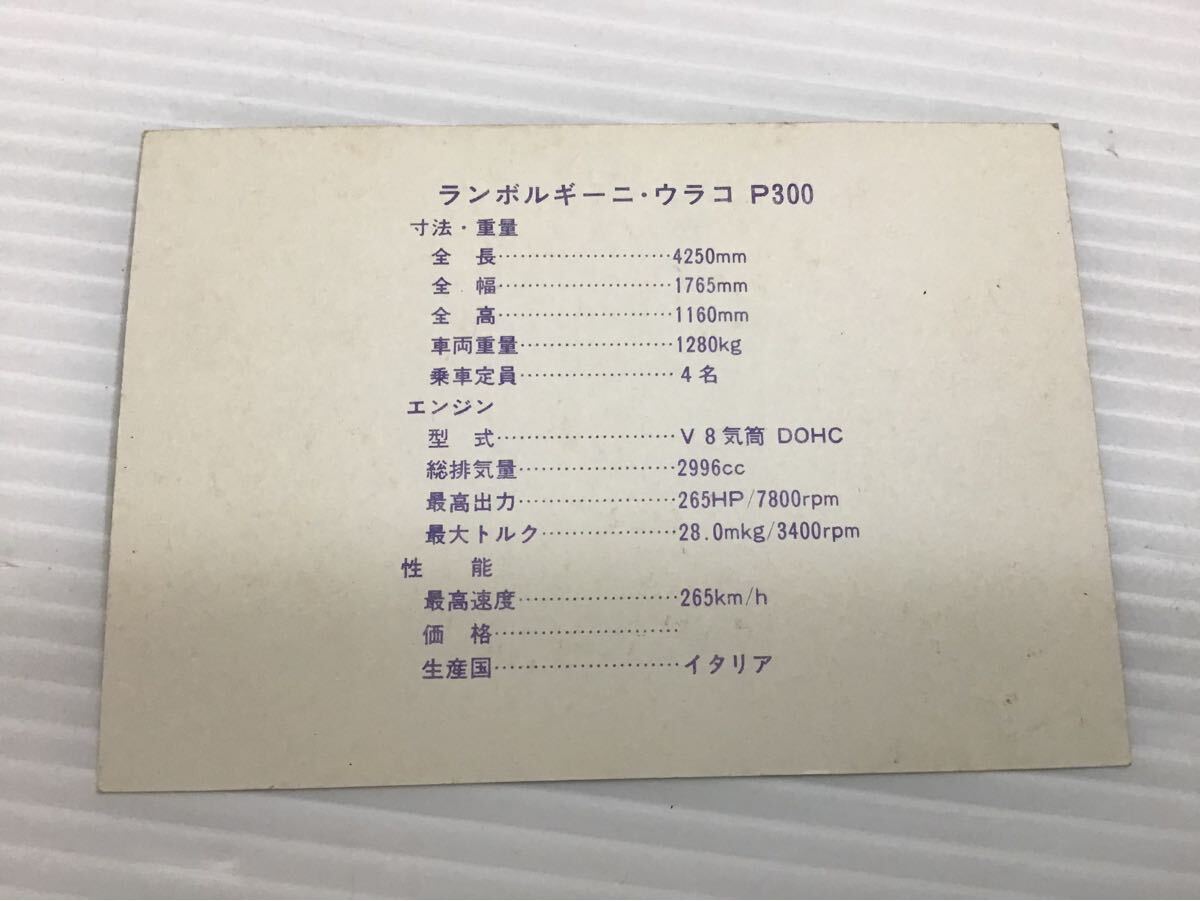 ランボルギーニ・ウラコ P300
寸法・重量
全長……………………4250mm
全幅……………………1765mm
全高……………………1160mm
車両重量…………………1280kg
乗車定員…………………4名
エンジン
型式……………………V8気筒 DOHC
総排気量…………………2996cc
最高出力…………………265HP/7800rpm
最大トルク………………28.0mkg/3400rpm
性能
最高速度…………………265km/h
価格……………………
生産国……………………イタリア